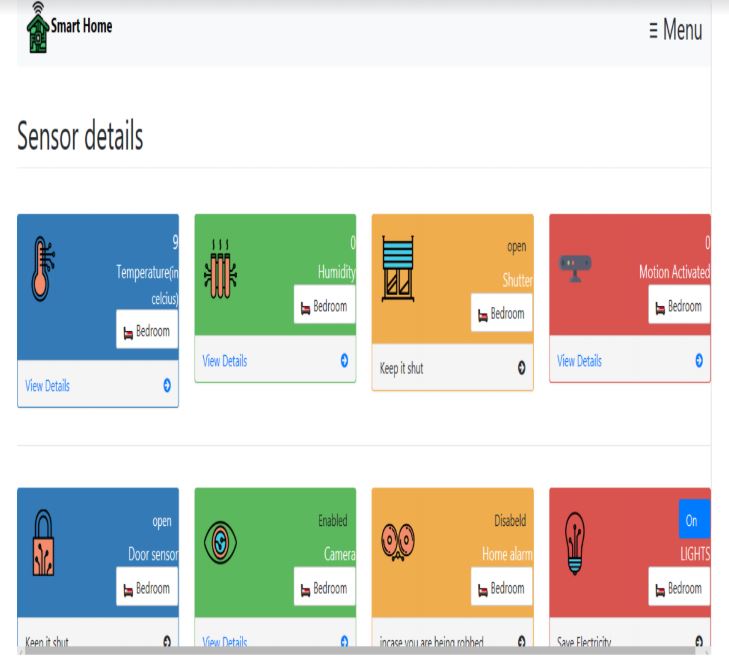 Smart Home
Ξ Menu
Sensor details
9
Temperature(in
celcius)
Bedroom
View Details
0
Humidity
Bedroom
View Details
open
Shutter
Bedroom
Keep it shut
0
Motion Activated
Bedroom
View Details
open
Door sensor
Bedroom
Keep it shut
Enabled
Camera
Bedroom
View Details
Disabeld
Home alarm
Bedroom
incase you are being robbed
On
LIGHTS
Bedroom
Save Electricity